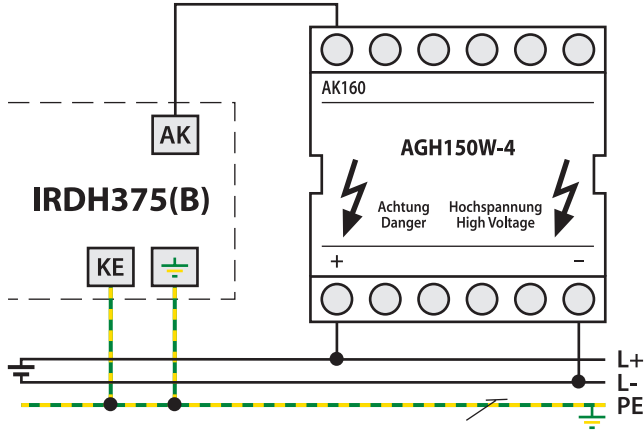 AK160
AK
AGH150W-4
IRDH375(B)
Achtung Hochspannung
Danger High Voltage
KE
+ −
L+
L-
PE